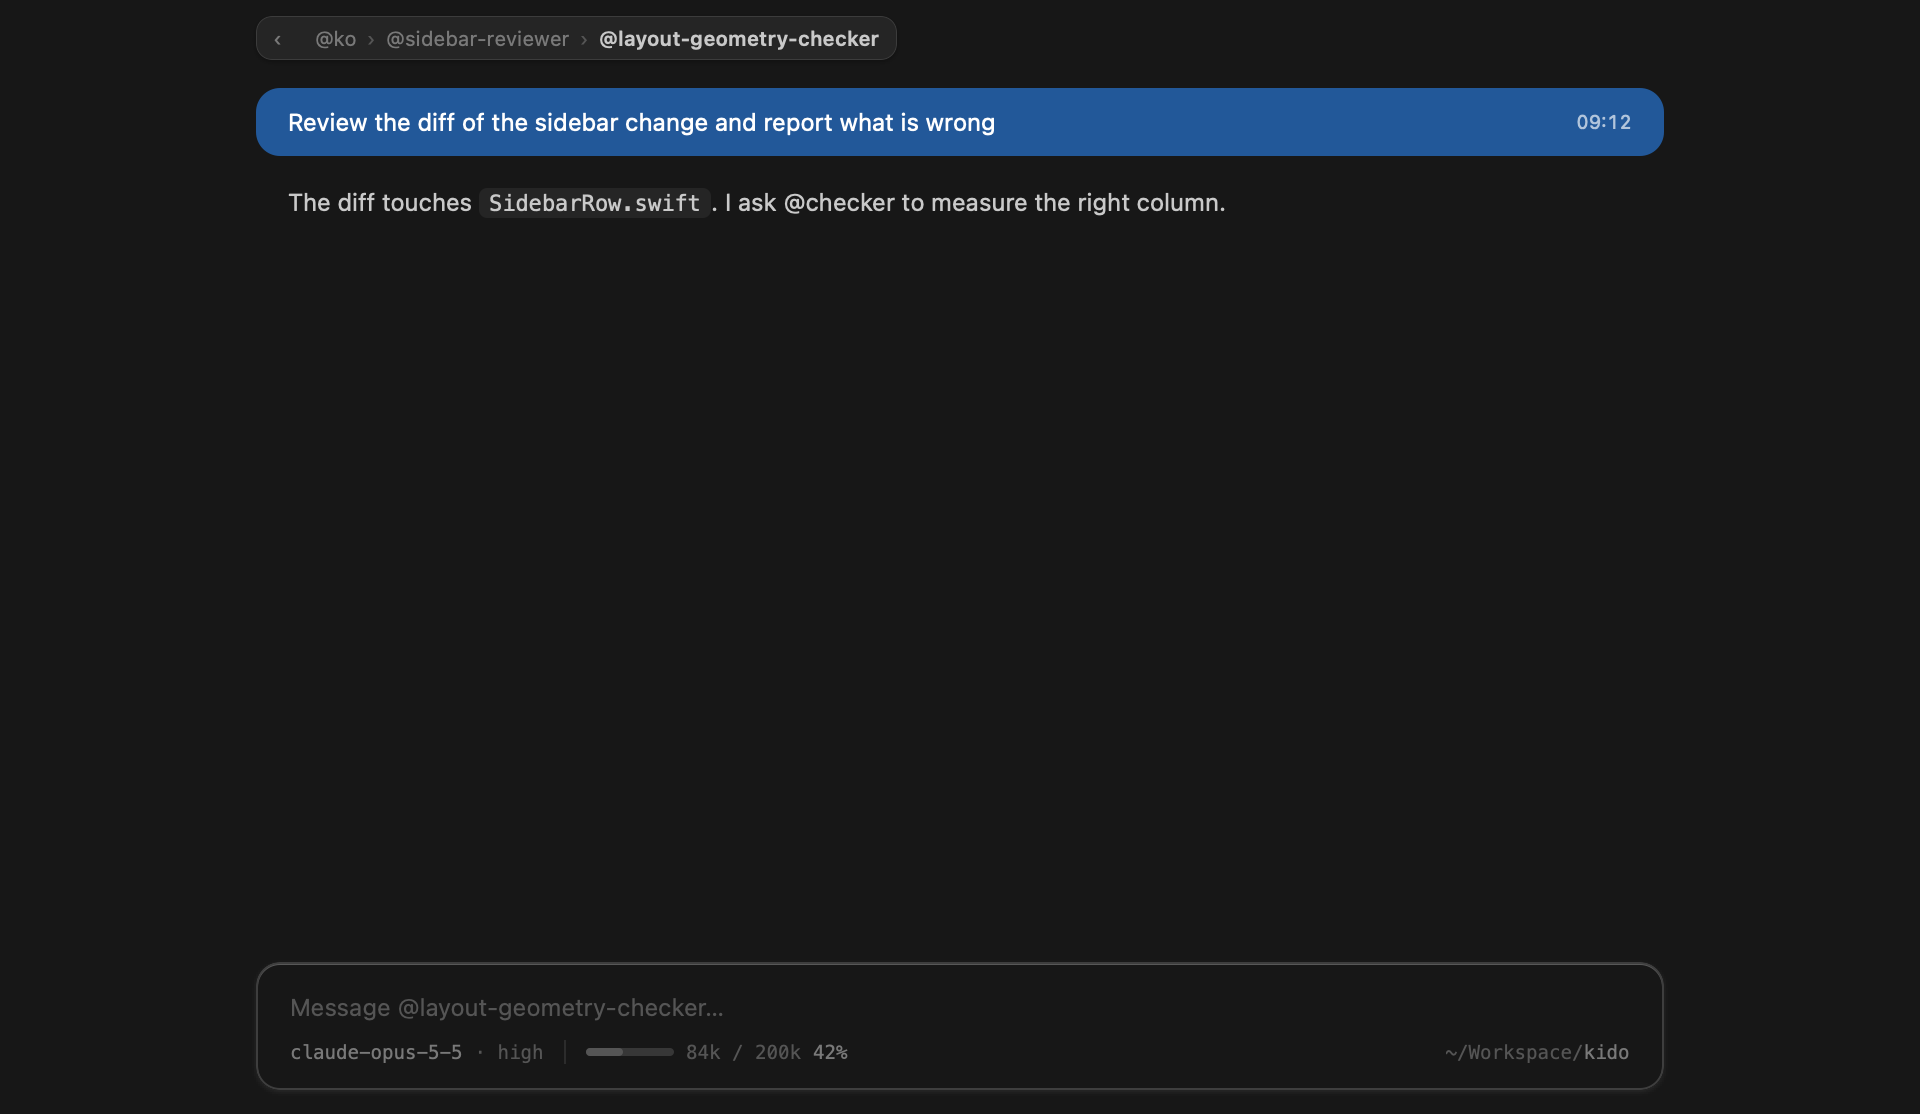 ‹ @ko › @sidebar-reviewer › @layout-geometry-checker
Review the diff of the sidebar change and report what is wrong 09:12
The diff touches SidebarRow.swift. I ask @checker to measure the right column.
Message @layout-geometry-checker…
claude-opus-5-5 · high 84k / 200k 42% ~/Workspace/kido